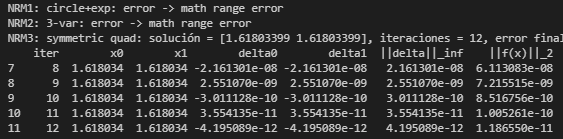 NRM1: circle+exp: error -> math range error
NRM2: 3-var: error -> math range error
NRM3: symmetric quad: solución = [1.61803399 1.61803399], iteraciones = 12, error final
iter x0 x1 delta0 delta1 ||delta||_inf ||f(x)||_2
7 8 1.618034 1.618034 -2.161301e-08 -2.161301e-08 2.161301e-08 6.113083e-08
8 9 1.618034 1.618034 2.551070e-09 2.551070e-09 2.551070e-09 7.215515e-09
9 10 1.618034 1.618034 -3.011128e-10 -3.011128e-10 3.011128e-10 8.516756e-10
10 11 1.618034 1.618034 3.554135e-11 3.554135e-11 3.554135e-11 1.005261e-10
11 12 1.618034 1.618034 -4.195089e-12 -4.195089e-12 4.195089e-12 1.186550e-11